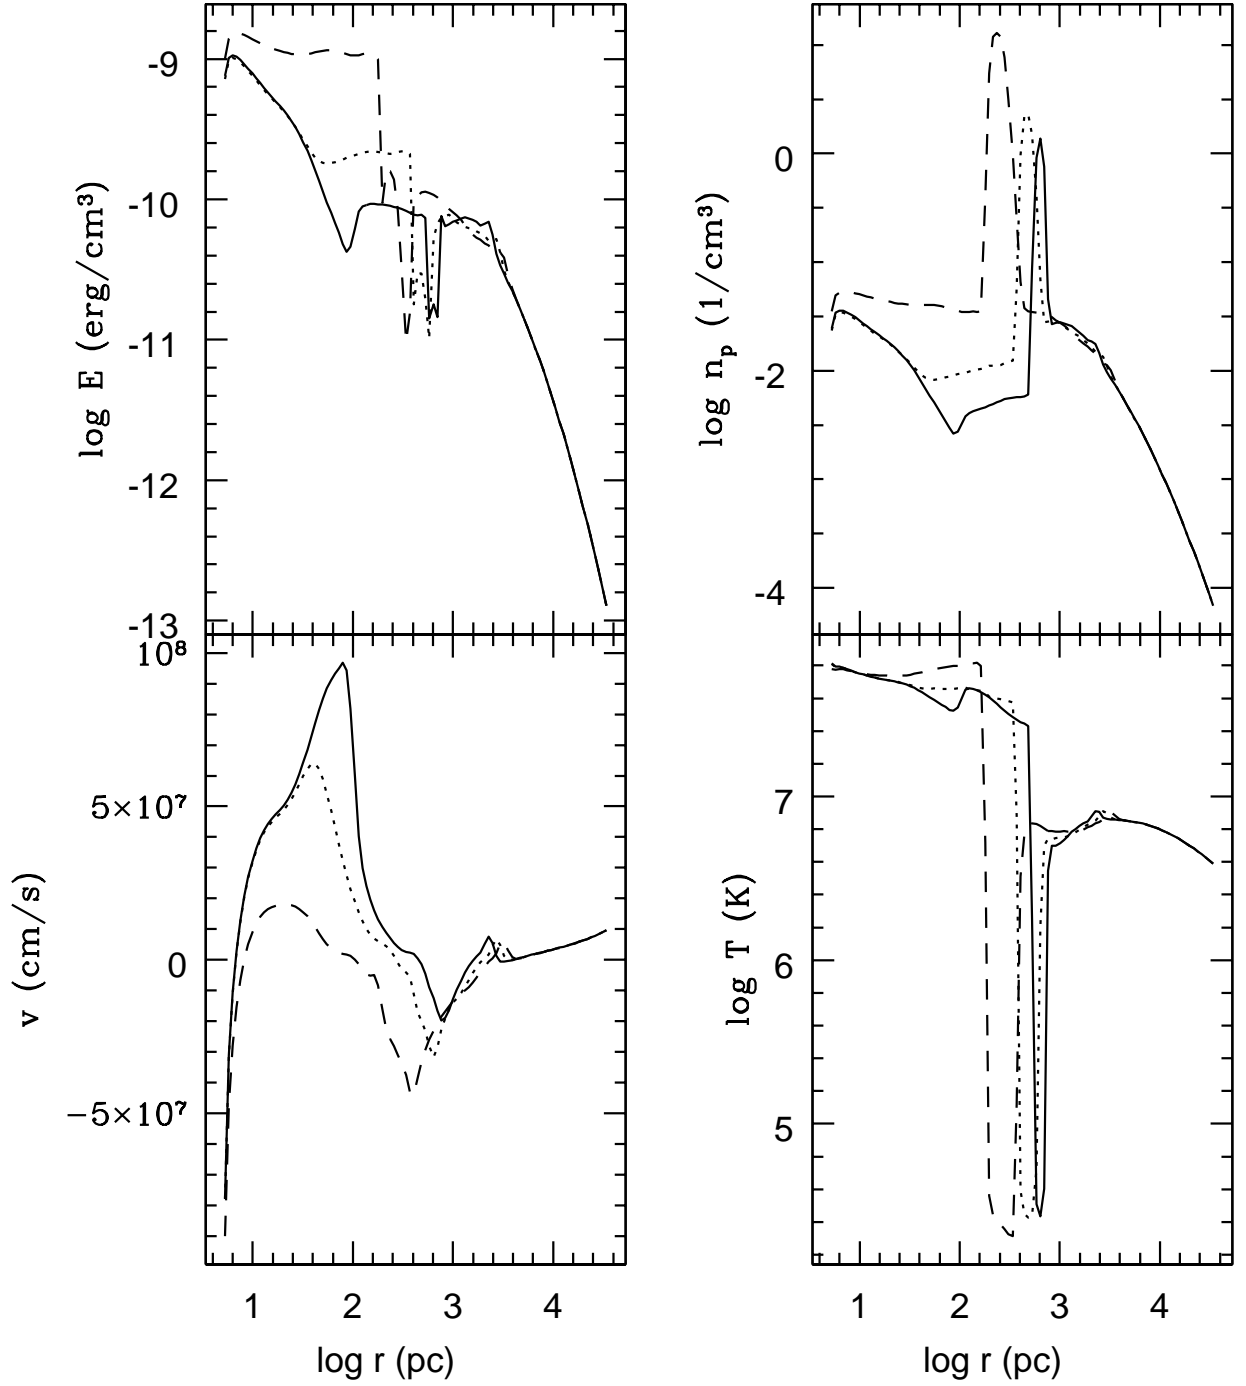 log E (erg/cm³)
-9
-10
-11
-12
-13
log nₚ (1/cm³)
0
-2
-4
v (cm/s)
10⁸
5×10⁷
0
−5×10⁷
log T (K)
7
6
5
1 2 3 4
log r (pc)
1 2 3 4
log r (pc)